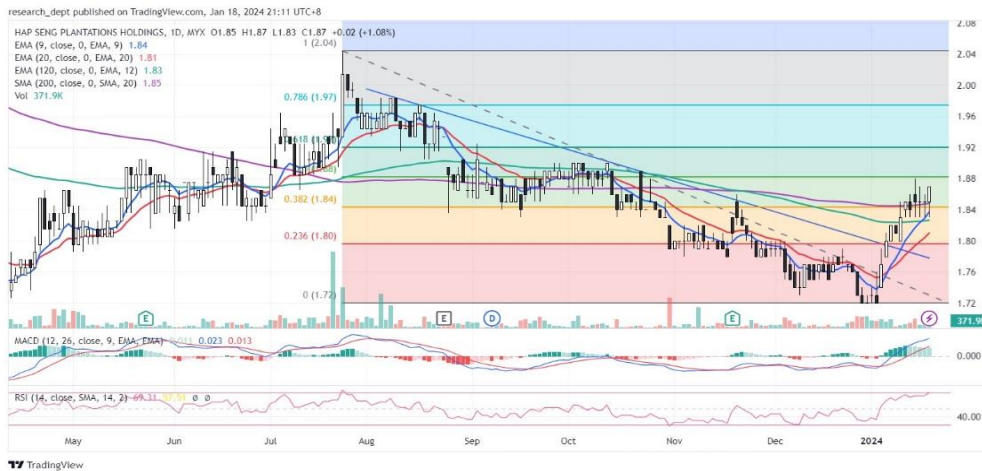 research_dept published on TradingView.com, Jan 18, 2024 21:11 UTC+8
HAP SENG PLANTATIONS HOLDINGS, 1D, MYX O1.85 H1.87 L1.83 C1.87 +0.02 (+1.08%)
EMA (9, close, 0, EMA, 9) 1.84
EMA (20, close, 0, EMA, 20) 1.81
EMA (120, close, 0, EMA, 12) 1.83
SMA (200, close, 0, SMA, 20) 1.85
Vol 371.9K
1 (2.04)
0.786 (1.97)
0.382 (1.84)
0.236 (1.80)
0 (1.72)
2.08
2.04
2.00
1.96
1.92
1.88
1.84
1.80
1.76
1.72
371.9K
E
E
D
E
MACD (12, 26, close, 9, EMA, EMA) 0.011 0.023 0.013
0.000
RSI (14, close, SMA, 14, 2) 69.31 57.51 ø ø
40.00
May Jun Jul Aug Sep Oct Nov Dec 2024
TradingView